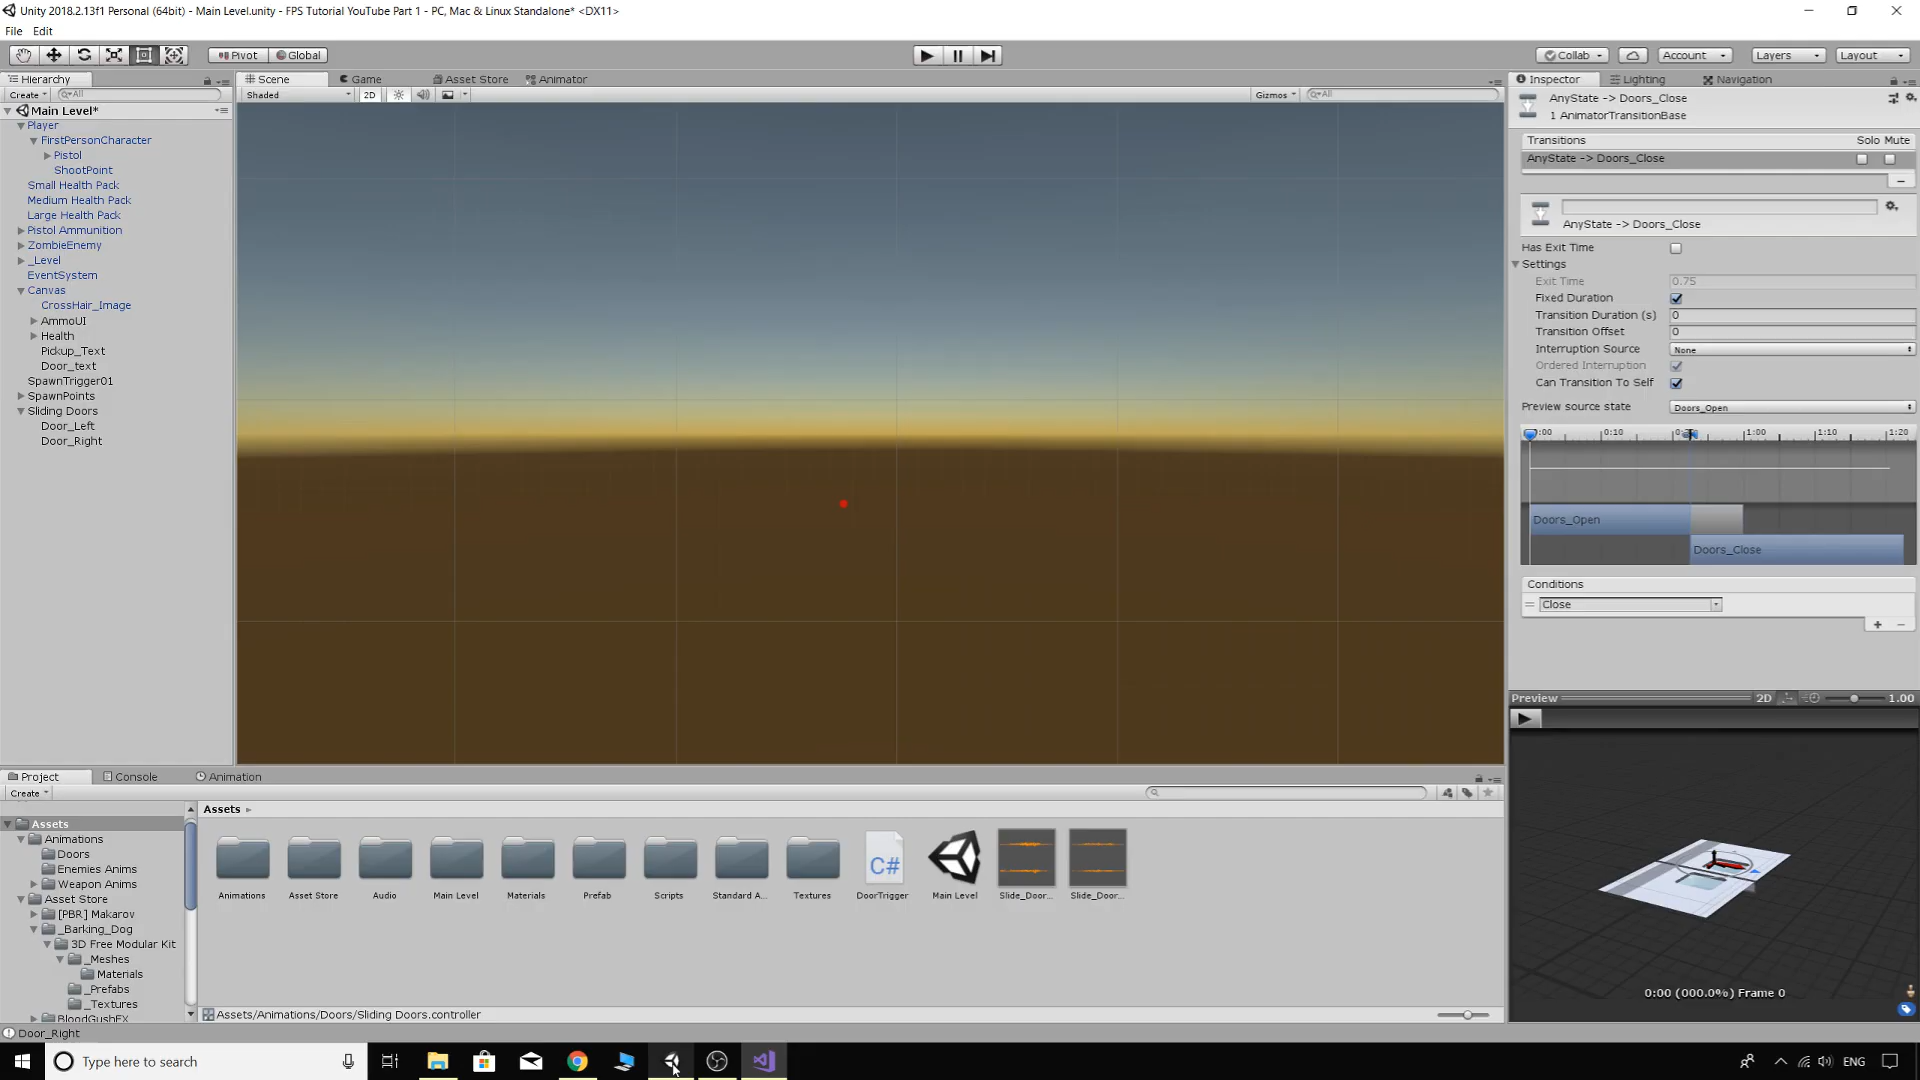 Unity 2018.2.13f1 Personal (64bit) - Main Level.unity - FPS Tutorial YouTube Part 1 - PC, Mac & Linux Standalone* <DX11>
File Edit
Pivot Global
Collab Account Layers Layout
Hierarchy
Create All
Main Level*
Player
FirstPersonCharacter
Pistol
ShootPoint
Small Health Pack
Medium Health Pack
Large Health Pack
Pistol Ammunition
ZombieEnemy
_Level
EventSystem
Canvas
CrossHair_Image
AmmoUI
Health
Pickup_Text
Door_text
SpawnTrigger01
SpawnPoints
Sliding Doors
Door_Left
Door_Right
Scene Game Asset Store Animator
Shaded 2D Gizmos All
Inspector Lighting Navigation
AnyState -> Doors_Close
1 AnimatorTransitionBase
Transitions Solo Mute
AnyState -> Doors_Close
AnyState -> Doors_Close
Has Exit Time
Settings
Exit Time 0.75
Fixed Duration
Transition Duration (s) 0
Transition Offset 0
Interruption Source None
Ordered Interruption
Can Transition To Self
Preview source state Doors_Open
0:10 1:00 1:10 1:20
Doors_Open
Doors_Close
Conditions
Close
Preview 2D 1.00
0:00 (000.0%) Frame 0
Project Console Animation
Create
Assets
Animations
Doors
Enemies Anims
Weapon Anims
Asset Store
[PBR] Makarov
_Barking_Dog
3D Free Modular Kit
_Meshes
Materials
_Prefabs
_Textures
BloodGushFX
Assets
C#
Animations Asset Store Audio Main Level Materials Prefab Scripts Standard A... Textures DoorTrigger Main Level Slide_Door... Slide_Door...
Assets/Animations/Doors/Sliding Doors.controller
Door_Right
Type here to search
ENG